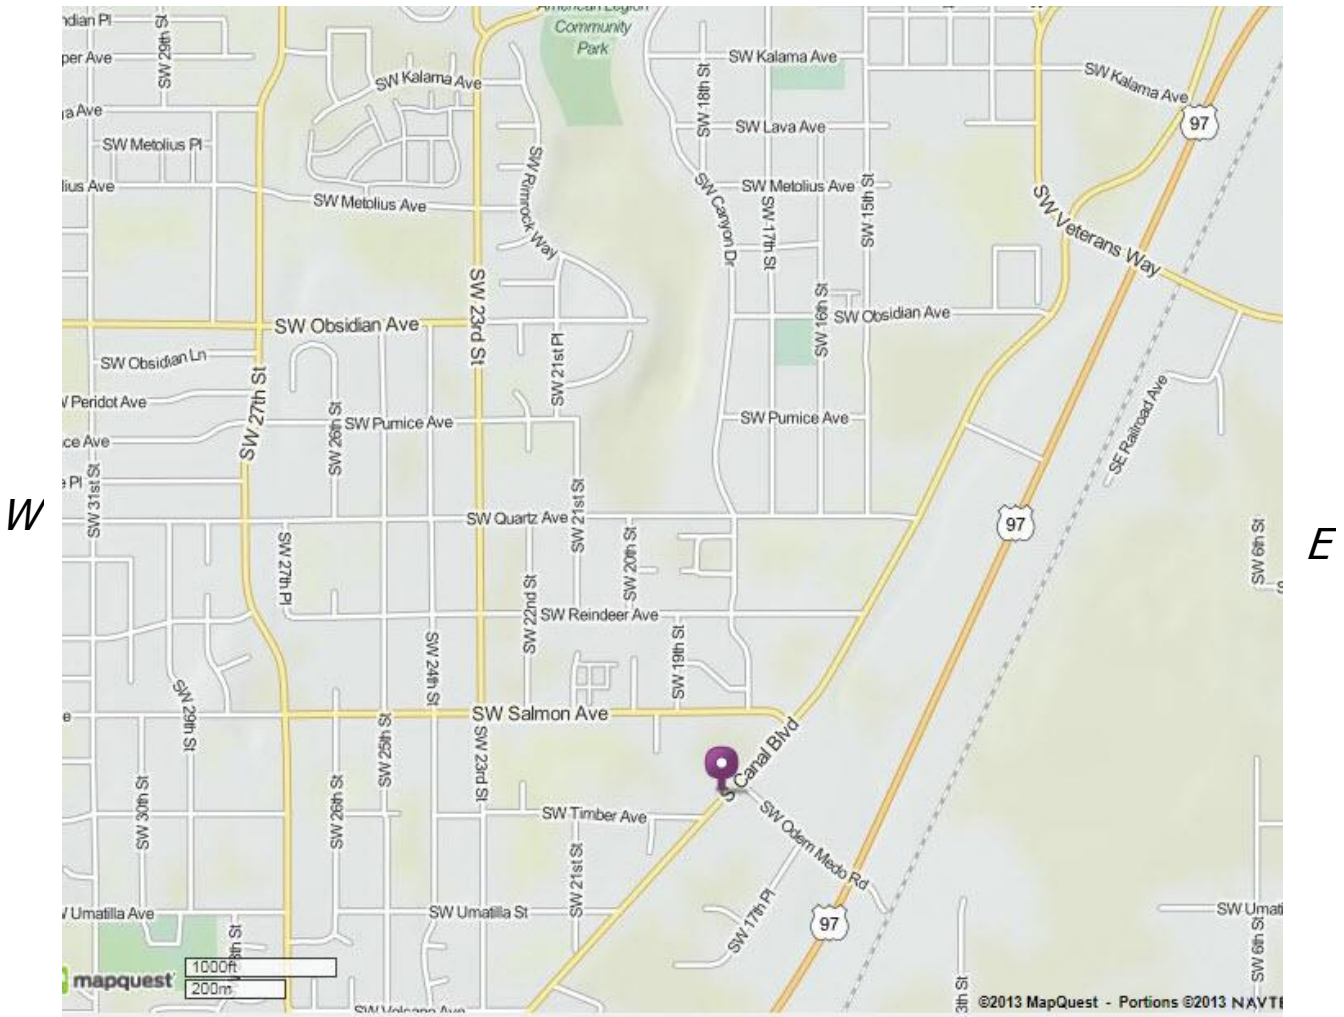 American Legion
Community
Park
SW 29th St
SW Kalama Ave
SW Kalama Ave
SW Kalama Ave
SW 18th St
97
SW Lava Ave
SW Metolius Pl
SW Rimrock Way
SW Metolius Ave
SW Metolius Ave
SW Canyon Dr
SW 17th St
SW 15th St
SW Veterans Way
SW 23rd St
SW 16th St
SW Obsidian Ave
SW Obsidian Ave
SW Obsidian Ln
SW 21st Pl
SW 27th St
SW Pumice Ave
SW Pumice Ave
SW 26th St
SE Railroad Ave
SW 31st St
W
SW Quartz Ave
SW 21st St
97
E
SW 6th St
SW 27th Pl
SW 20th St
SW 22nd St
SW Reindeer Ave
SW 24th St
SW 19th St
SW 29th St
SW Salmon Ave
SW 25th St
SW 23rd St
S Canal Blvd
SW 30th St
SW 26th St
SW Timber Ave
SW Odem Medo Rd
SW 21st St
SW Umatilla St
SW 17th Pl
97
SW 6th St
1000ft
200m
mapquest
©2013 MapQuest - Portions ©2013 NAVTE